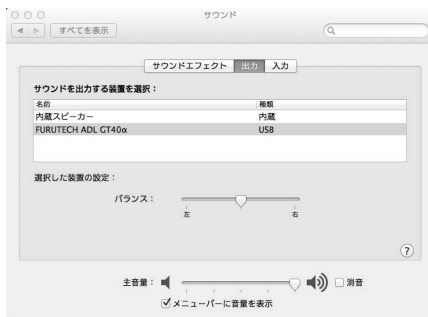 サウンド
すべてを表示
サウンドエフェクト 出力 入力
サウンドを出力する装置を選択：
名前 種類
内蔵スピーカー 内蔵
FURUTECH ADL GT40α USB
選択した装置の設定：
バランス：
左 右
?
主音量： 消音
メニューバーに音量を表示